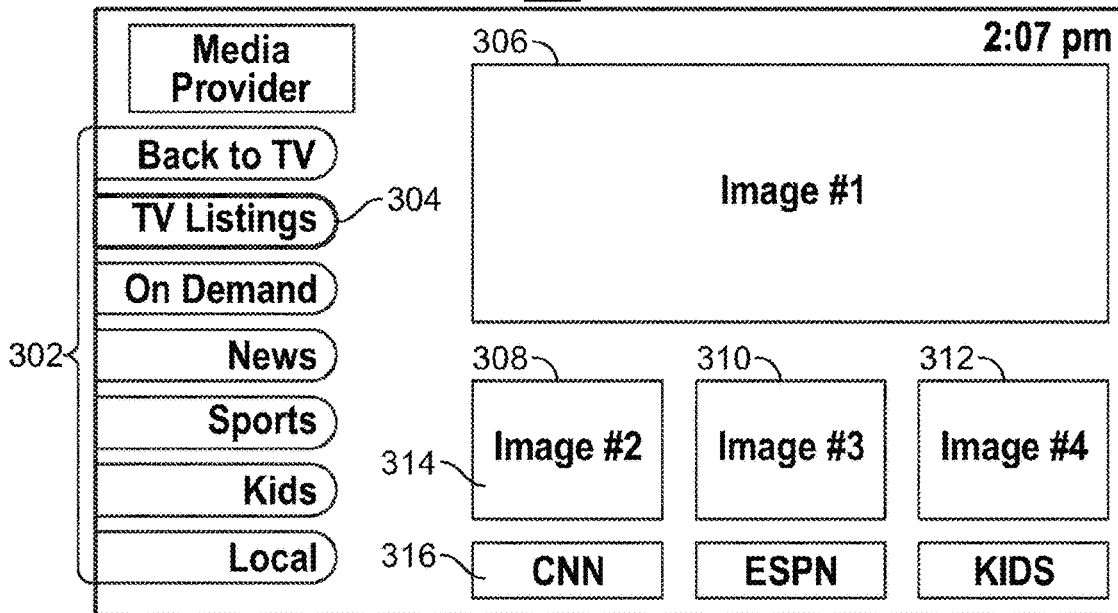 306
2:07 pm
Media
Provider
Back to TV
TV Listings
304
Image #1
On Demand
302
News
308
310
312
Sports
Image #2
Image #3
Image #4
314
Kids
Local
316
CNN
ESPN
KIDS